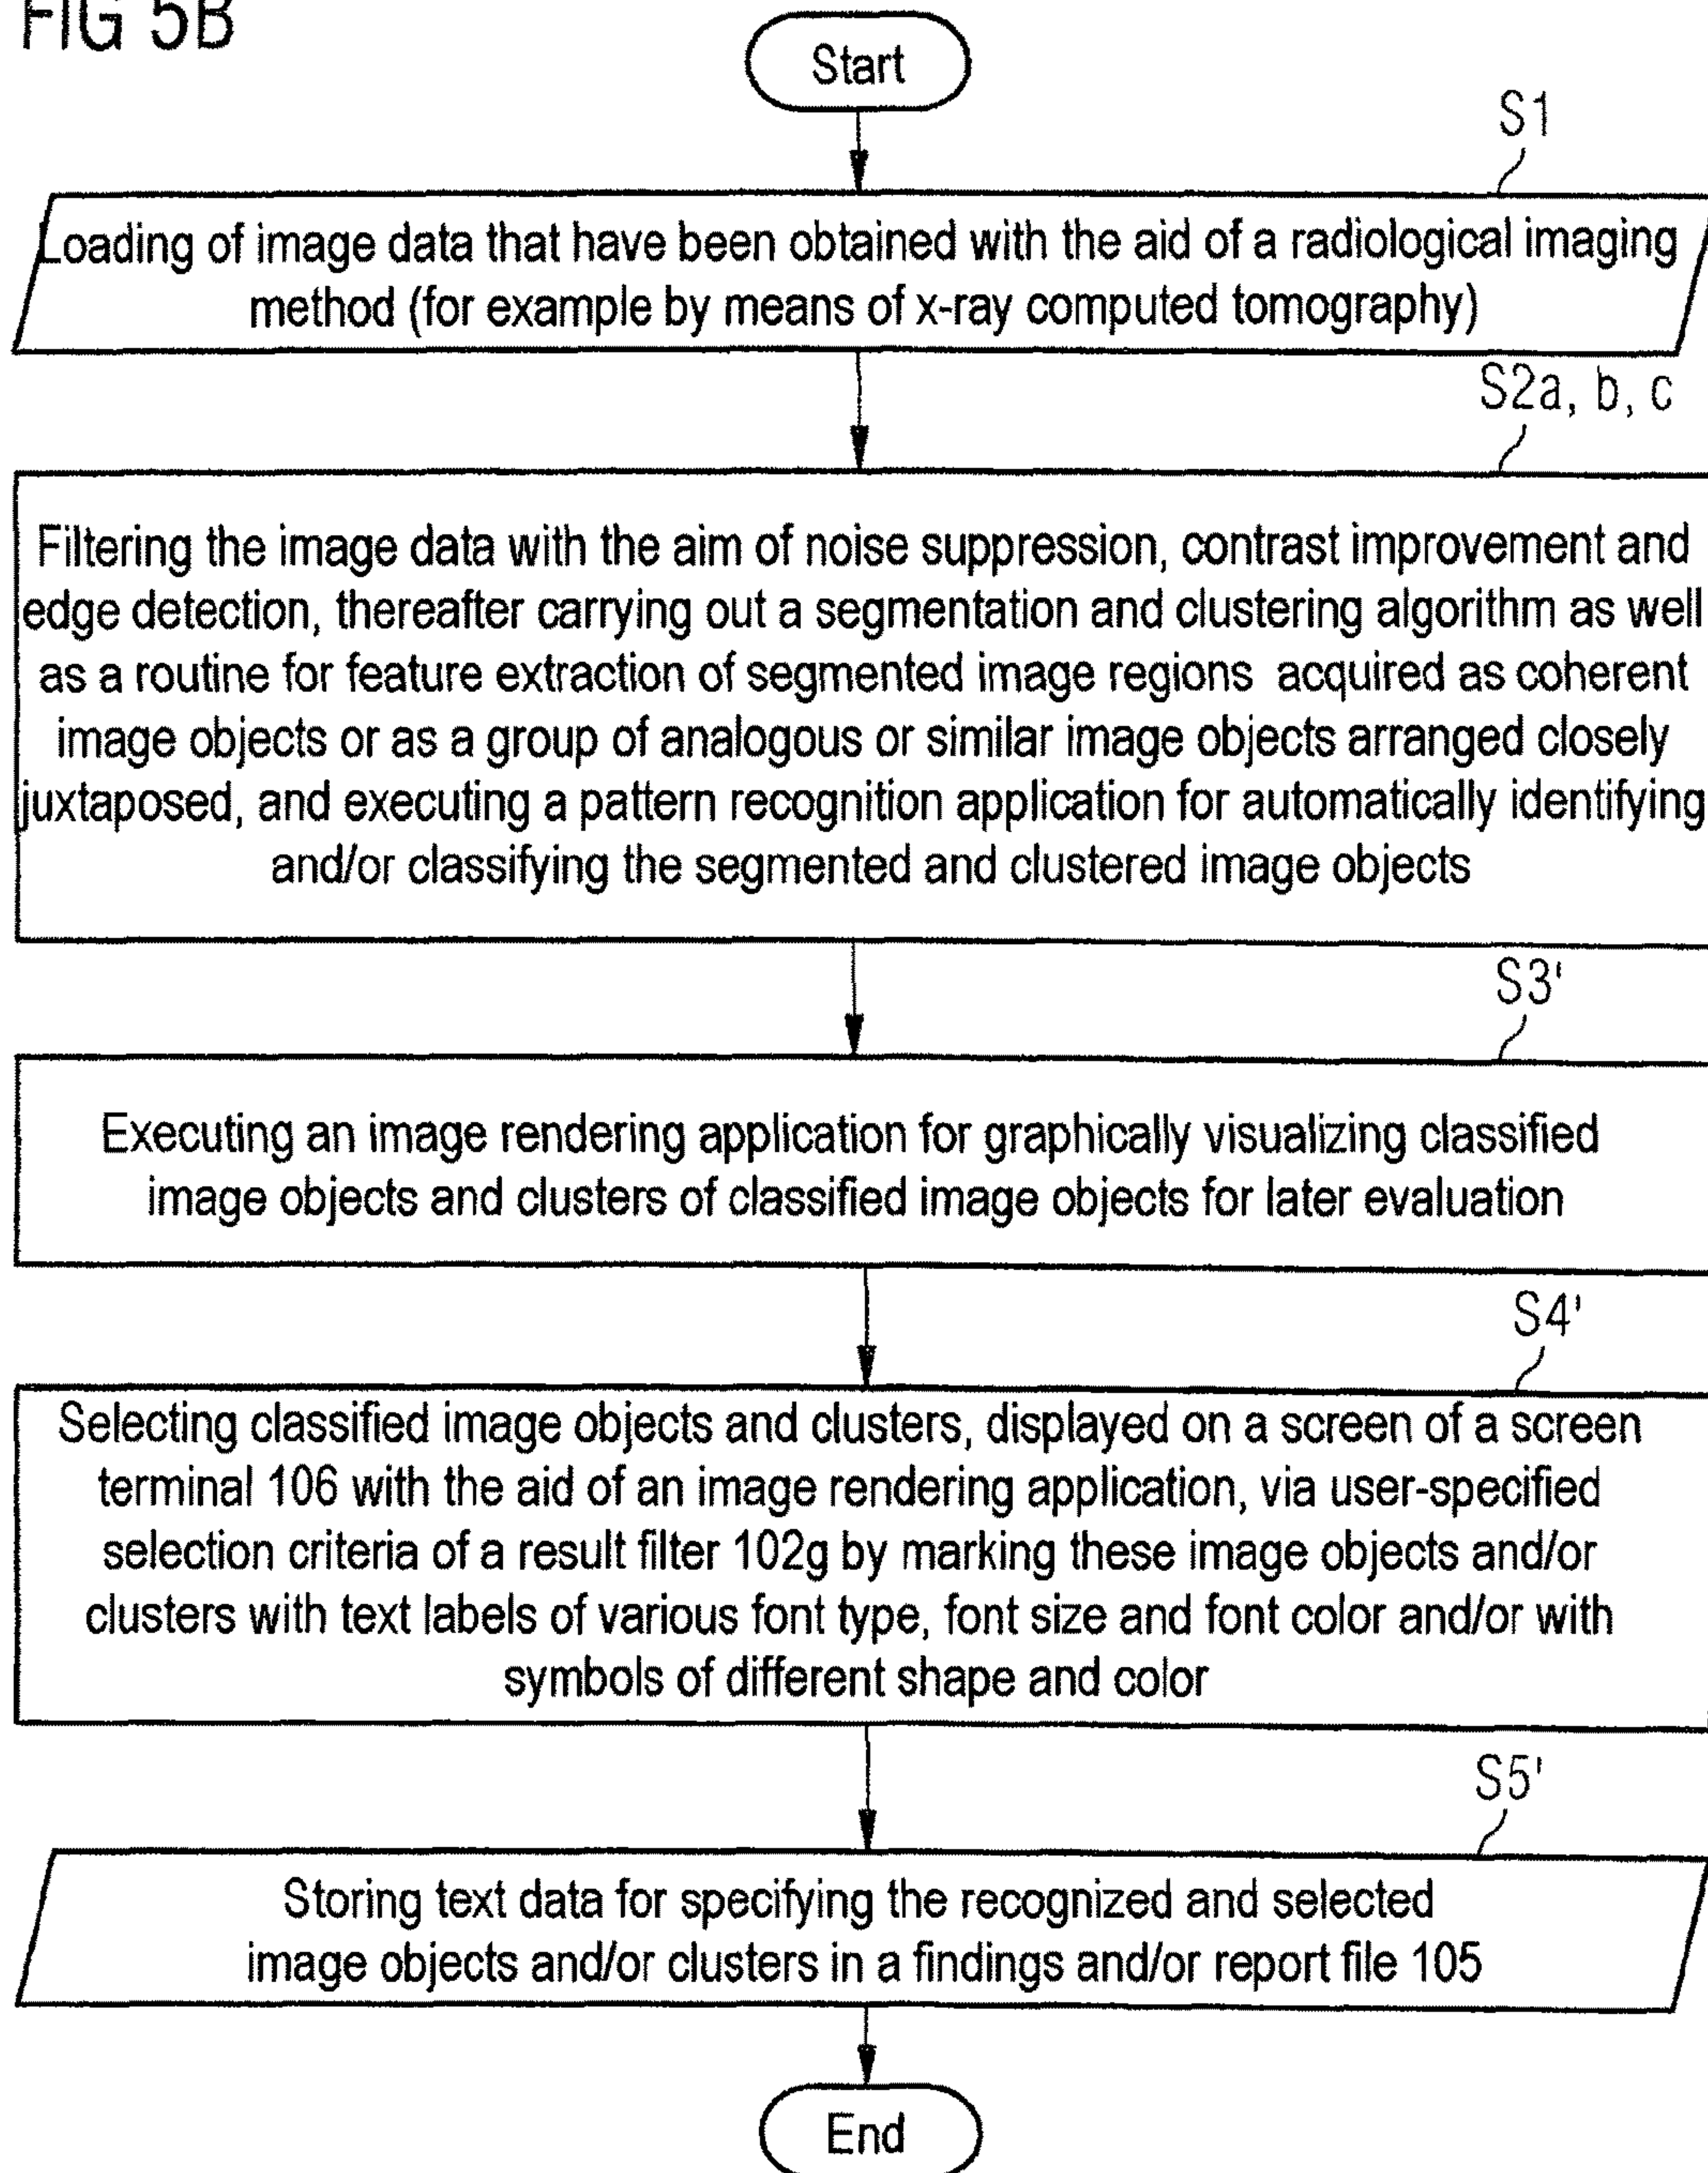 FIG 5B
Start
S1
Loading of image data that have been obtained with the aid of a radiological imaging
method (for example by means of x-ray computed tomography)
S2a, b, c
Filtering the image data with the aim of noise suppression, contrast improvement and
edge detection, thereafter carrying out a segmentation and clustering algorithm as well
as a routine for feature extraction of segmented image regions acquired as coherent
image objects or as a group of analogous or similar image objects arranged closely
juxtaposed, and executing a pattern recognition application for automatically identifying
and/or classifying the segmented and clustered image objects
S3'
Executing an image rendering application for graphically visualizing classified
image objects and clusters of classified image objects for later evaluation
S4'
Selecting classified image objects and clusters, displayed on a screen of a screen
terminal 106 with the aid of an image rendering application, via user-specified
selection criteria of a result filter 102g by marking these image objects and/or
clusters with text labels of various font type, font size and font color and/or with
symbols of different shape and color
S5'
Storing text data for specifying the recognized and selected
image objects and/or clusters in a findings and/or report file 105
End